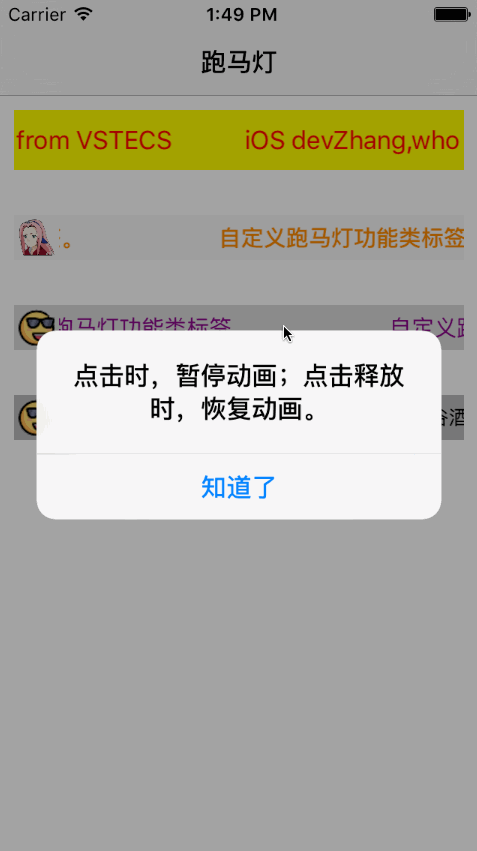 Carrier 1:49 PM
跑马灯
from VSTECS iOS devZhang,who
。 自定义跑马灯功能类标签
跑马灯功能类标签 自定义跑
点击时，暂停动画；点击释放
时，恢复动画。
谷酒
知道了